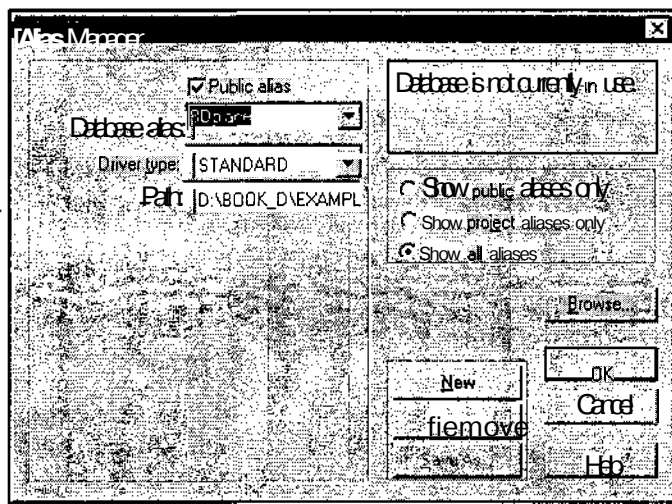 Alias Manager
Public alias
Database alias:
Driver type: STANDARD
Path: D:\BOOK_D\EXAMPL
Database is not currently in use.
Show public aliases only
Show project aliases only
Show all aliases
Browse...
New
fiemove
OK
Cancel
Help